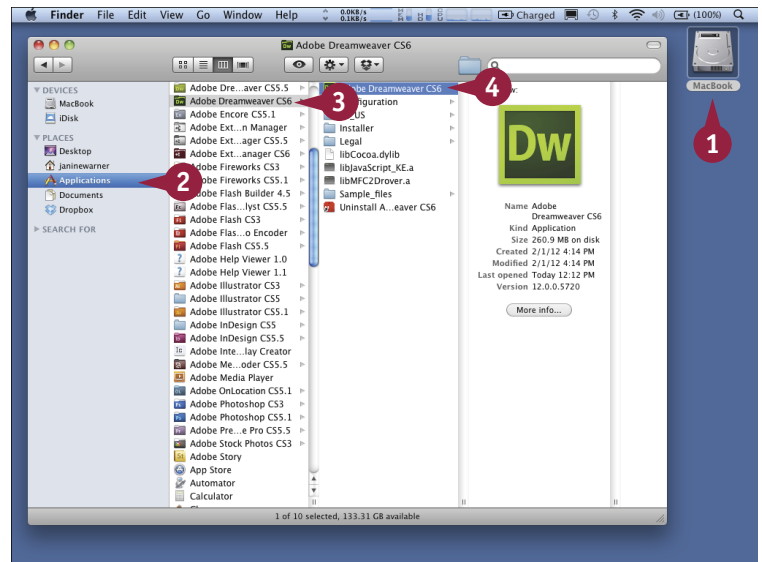 Finder File Edit View Go Window Help 0.0KB/s 0.1KB/s Charged (100%)
Adobe Dreamweaver CS6
MacBook
1
DEVICES
MacBook
iDisk
PLACES
Desktop
janinewarner
Applications
Documents
Dropbox
SEARCH FOR
2
Adobe Dre...aver CS5.5
Adobe Dreamweaver CS6
Adobe Encore CS5.1
Adobe Ext...n Manager
Adobe Ext...ager CS5.5
Adobe Ext...anager CS6
Adobe Fireworks CS3
Adobe Fireworks CS5.1
Adobe Flash Builder 4.5
Adobe Flas...lyst CS5.5
Adobe Flash CS3
Adobe Flas...o Encoder
Adobe Flash CS5.5
Adobe Help Viewer 1.0
Adobe Help Viewer 1.1
Adobe Illustrator CS3
Adobe Illustrator CS5
Adobe Illustrator CS5.1
Adobe InDesign CS5
Adobe InDesign CS5.5
Adobe Inte...lay Creator
Adobe Me...oder CS5.5
Adobe Media Player
Adobe OnLocation CS5.1
Adobe Photoshop CS3
Adobe Photoshop CS5.1
Adobe Pre...e Pro CS5.5
Adobe Stock Photos CS3
Adobe Story
App Store
Automator
Calculator
3
Adobe Dreamweaver CS6
figuration
US
Installer
Legal
libCocoa.dylib
libJavaScript_KE.a
libMFC2Drover.a
Sample_files
Uninstall A...eaver CS6
4
Dw
Name Adobe
Dreamweaver CS6
Kind Application
Size 260.9 MB on disk
Created 2/1/12 4:14 PM
Modified 2/1/12 4:14 PM
Last opened Today 12:12 PM
Version 12.0.0.5720
More info...
1 of 10 selected, 133.31 GB available